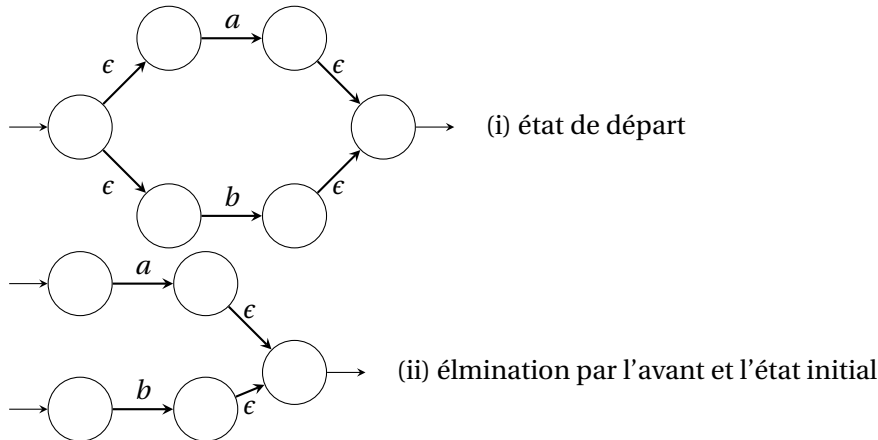 a
ϵ ϵ
(i) état de départ
ϵ ϵ
b
a
ϵ
(ii) élmination par l'avant et l'état initial
b
ϵ